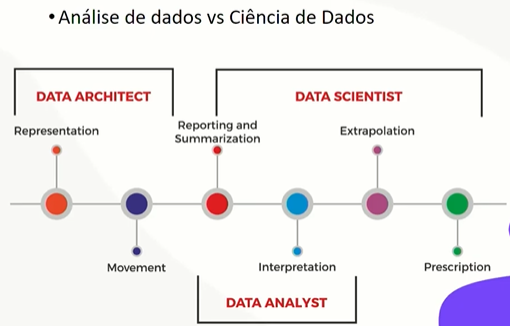 • Análise de dados vs Ciência de Dados
DATA ARCHITECT
DATA SCIENTIST
Representation
Reporting and
Summarization
Extrapolation
Movement
Interpretation
Prescription
DATA ANALYST